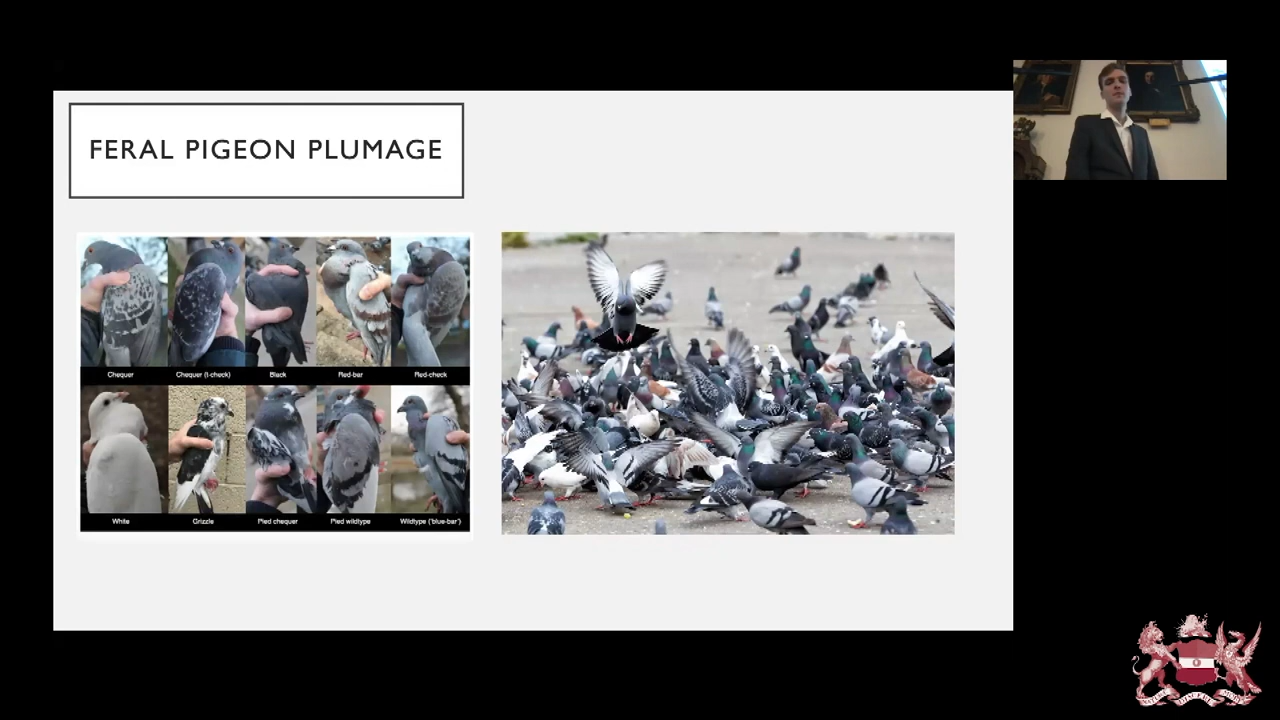 FERAL PIGEON PLUMAGE
Chequer Chequer (t-check) Black Red-bar Red-check
White Grizzle Pied chequer Pied wildtype Wildtype ('blue-bar')